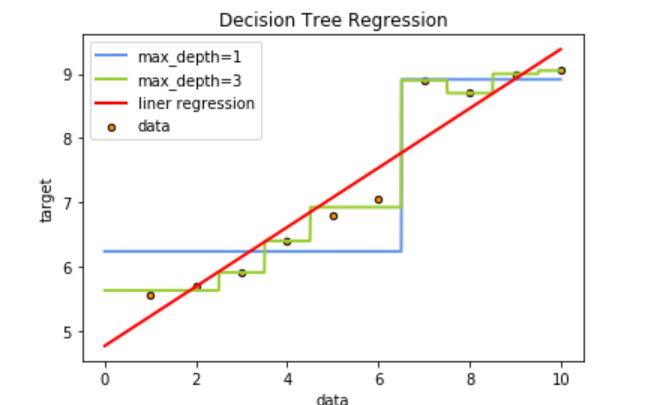 Decision Tree Regression
max_depth=1
max_depth=3
liner regression
data
9
8
7
6
5
target
0 2 4 6 8 10
data